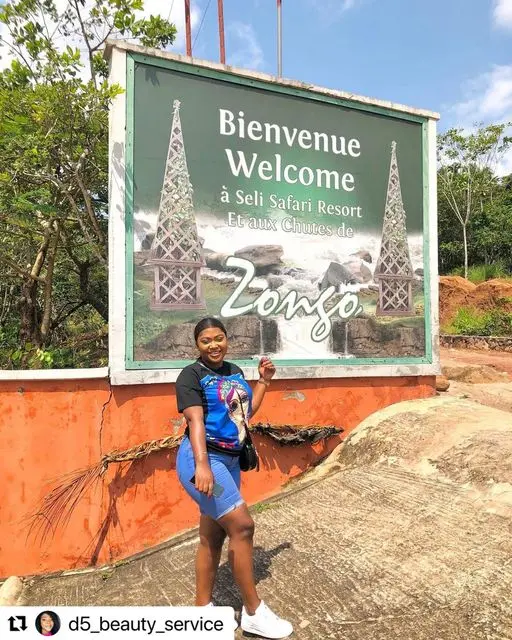 Bienvenue
Welcome
à Seli Safari Resort
Et aux Chutes de
Zongo
d5_beauty_service